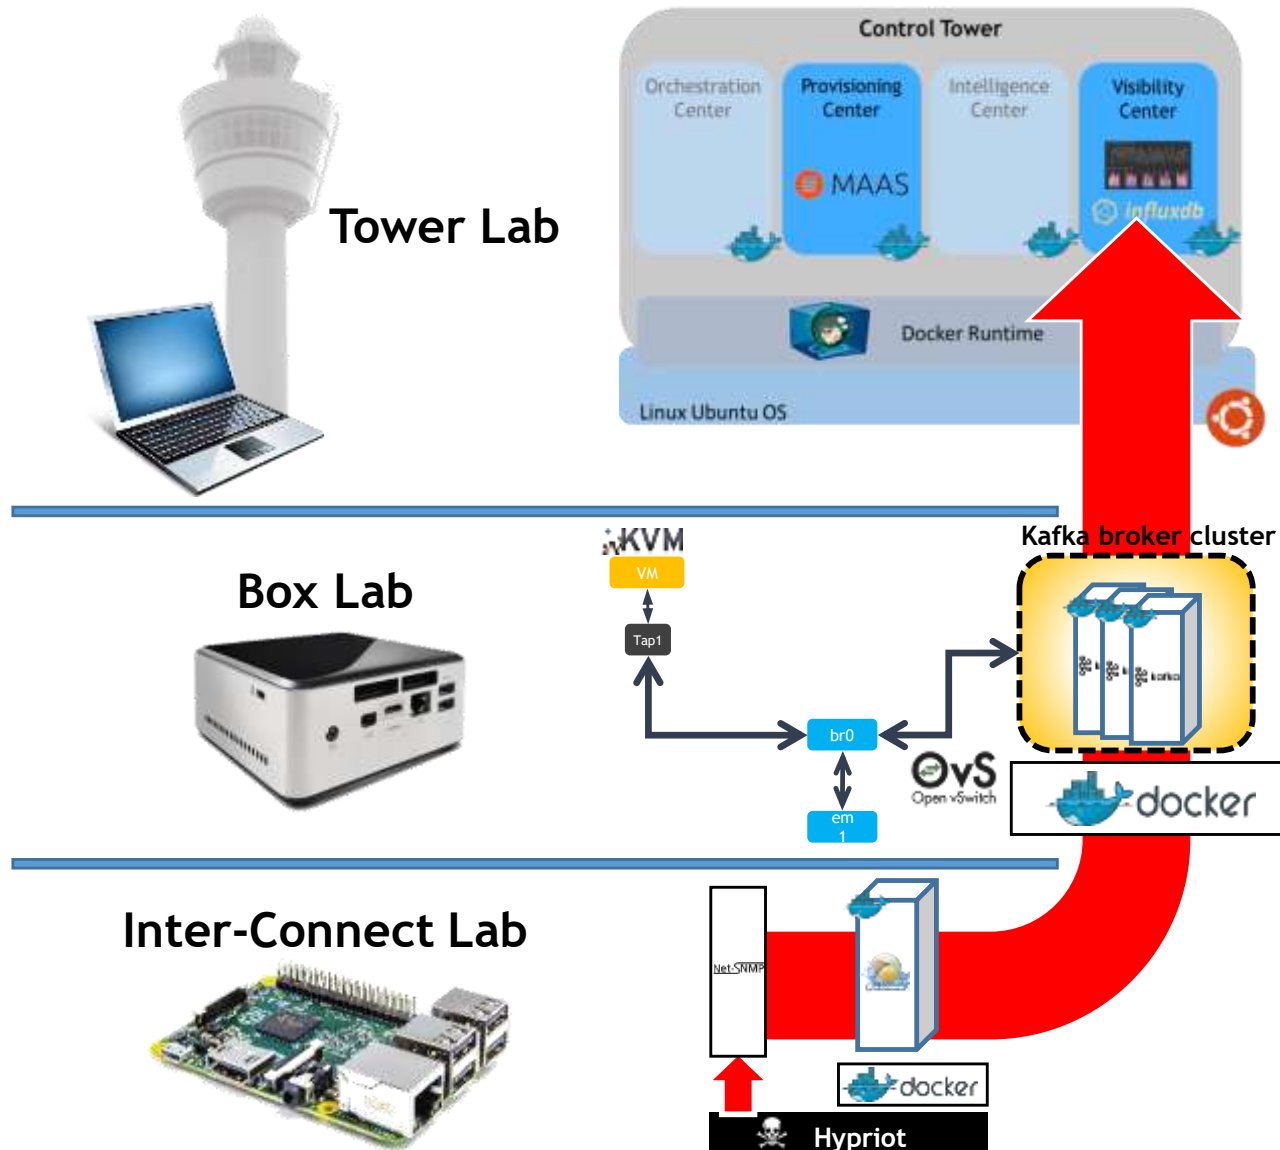 Control Tower
Orchestration
Center
Provisioning
Center
Intelligence
Center
Visibility
Center
MAAS
influxdb
Tower Lab
Docker Runtime
Linux Ubuntu OS
KVM
Kafka broker cluster
VM
Box Lab
Tap1
kafka
br0
OvS
Open vSwitch
docker
em
1
Inter-Connect Lab
Net-SNMP
docker
Hypriot